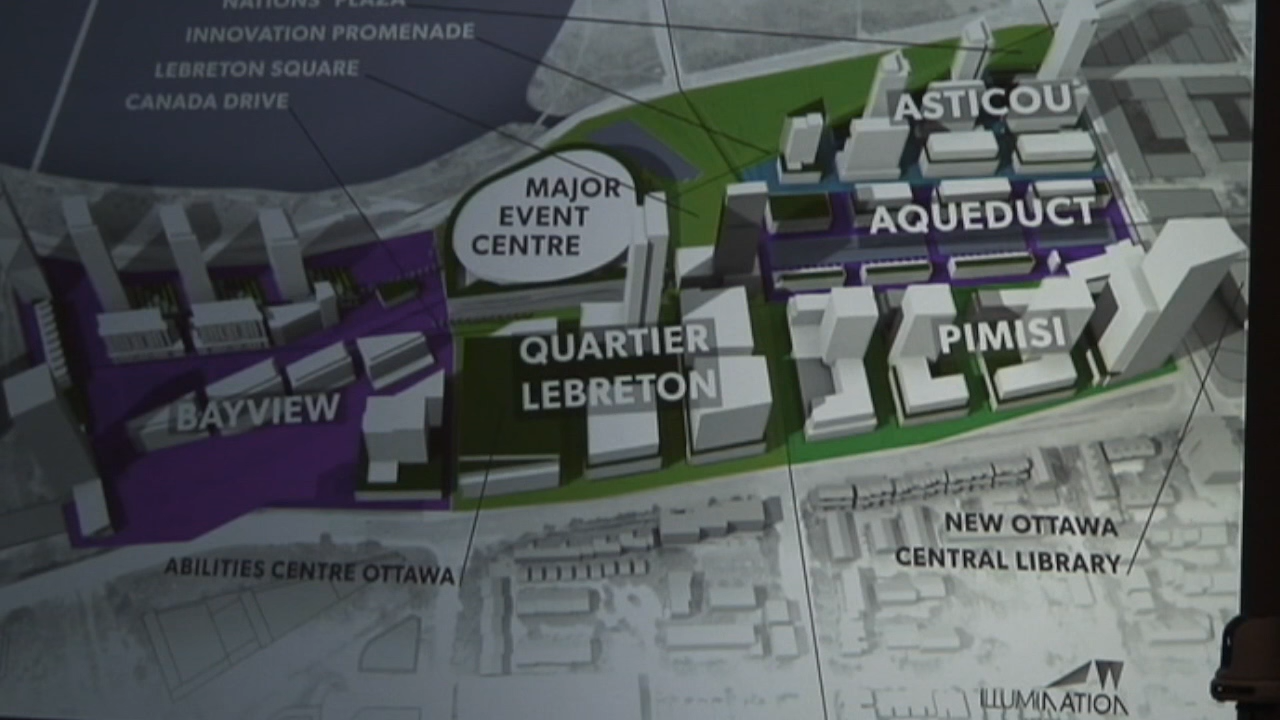 NATIONS' PLAZA
INNOVATION PROMENADE
LEBRETON SQUARE
CANADA DRIVE
ASTICOU
MAJOR
EVENT
CENTRE
AQUEDUCT
QUARTIER
LEBRETON
PIMISI
BAYVIEW
NEW OTTAWA
CENTRAL LIBRARY
ABILITIES CENTRE OTTAWA
ILLUMINATION